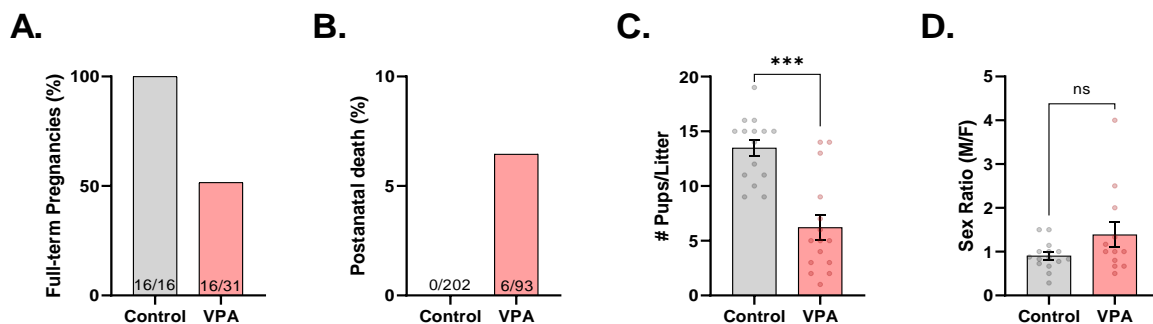 A.
Full-term Pregnancies (%)
100
50
0
16/16
16/31
Control
VPA
B.
Postanatal death (%)
10
5
0
0/202
6/93
Control
VPA
C.
# Pups/Litter
20
15
10
5
0
***
Control
VPA
D.
Sex Ratio (M/F)
5
4
3
2
1
0
ns
Control
VPA